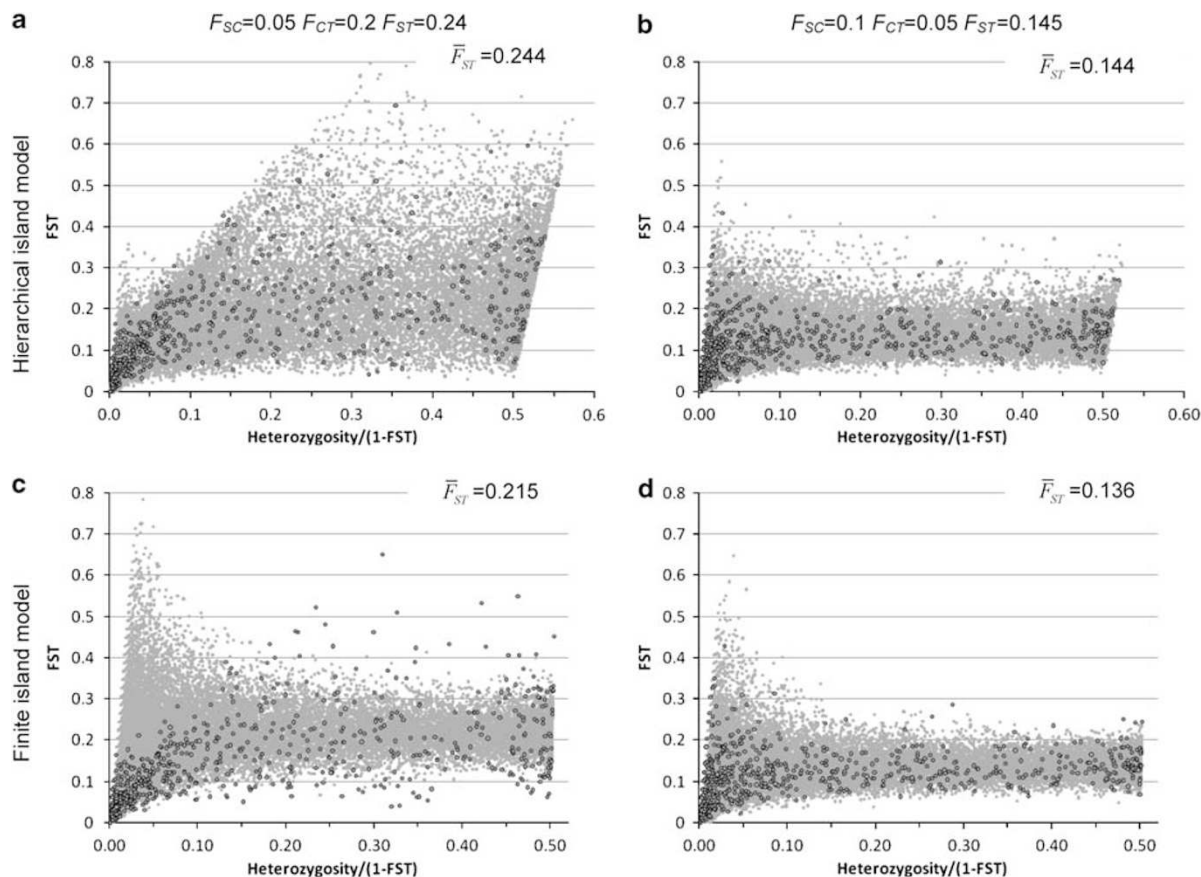 a
F_SC=0.05 F_CT=0.2 F_ST=0.24
F̅_ST=0.244
Hierarchical island model
FST
0.8
0.7
0.6
0.5
0.4
0.3
0.2
0.1
0
0.0 0.1 0.2 0.3 0.4 0.5 0.6
Heterozygosity/(1-FST)
b
F_SC=0.1 F_CT=0.05 F_ST=0.145
F̅_ST=0.144
FST
0.8
0.7
0.6
0.5
0.4
0.3
0.2
0.1
0
0.00 0.10 0.20 0.30 0.40 0.50 0.60
Heterozygosity/(1-FST)
c
F̅_ST=0.215
Finite island model
FST
0.8
0.7
0.6
0.5
0.4
0.3
0.2
0.1
0
0.00 0.10 0.20 0.30 0.40 0.50
Heterozygosity/(1-FST)
d
F̅_ST=0.136
FST
0.8
0.7
0.6
0.5
0.4
0.3
0.2
0.1
0
0.00 0.10 0.20 0.30 0.40 0.50
Heterozygosity/(1-FST)